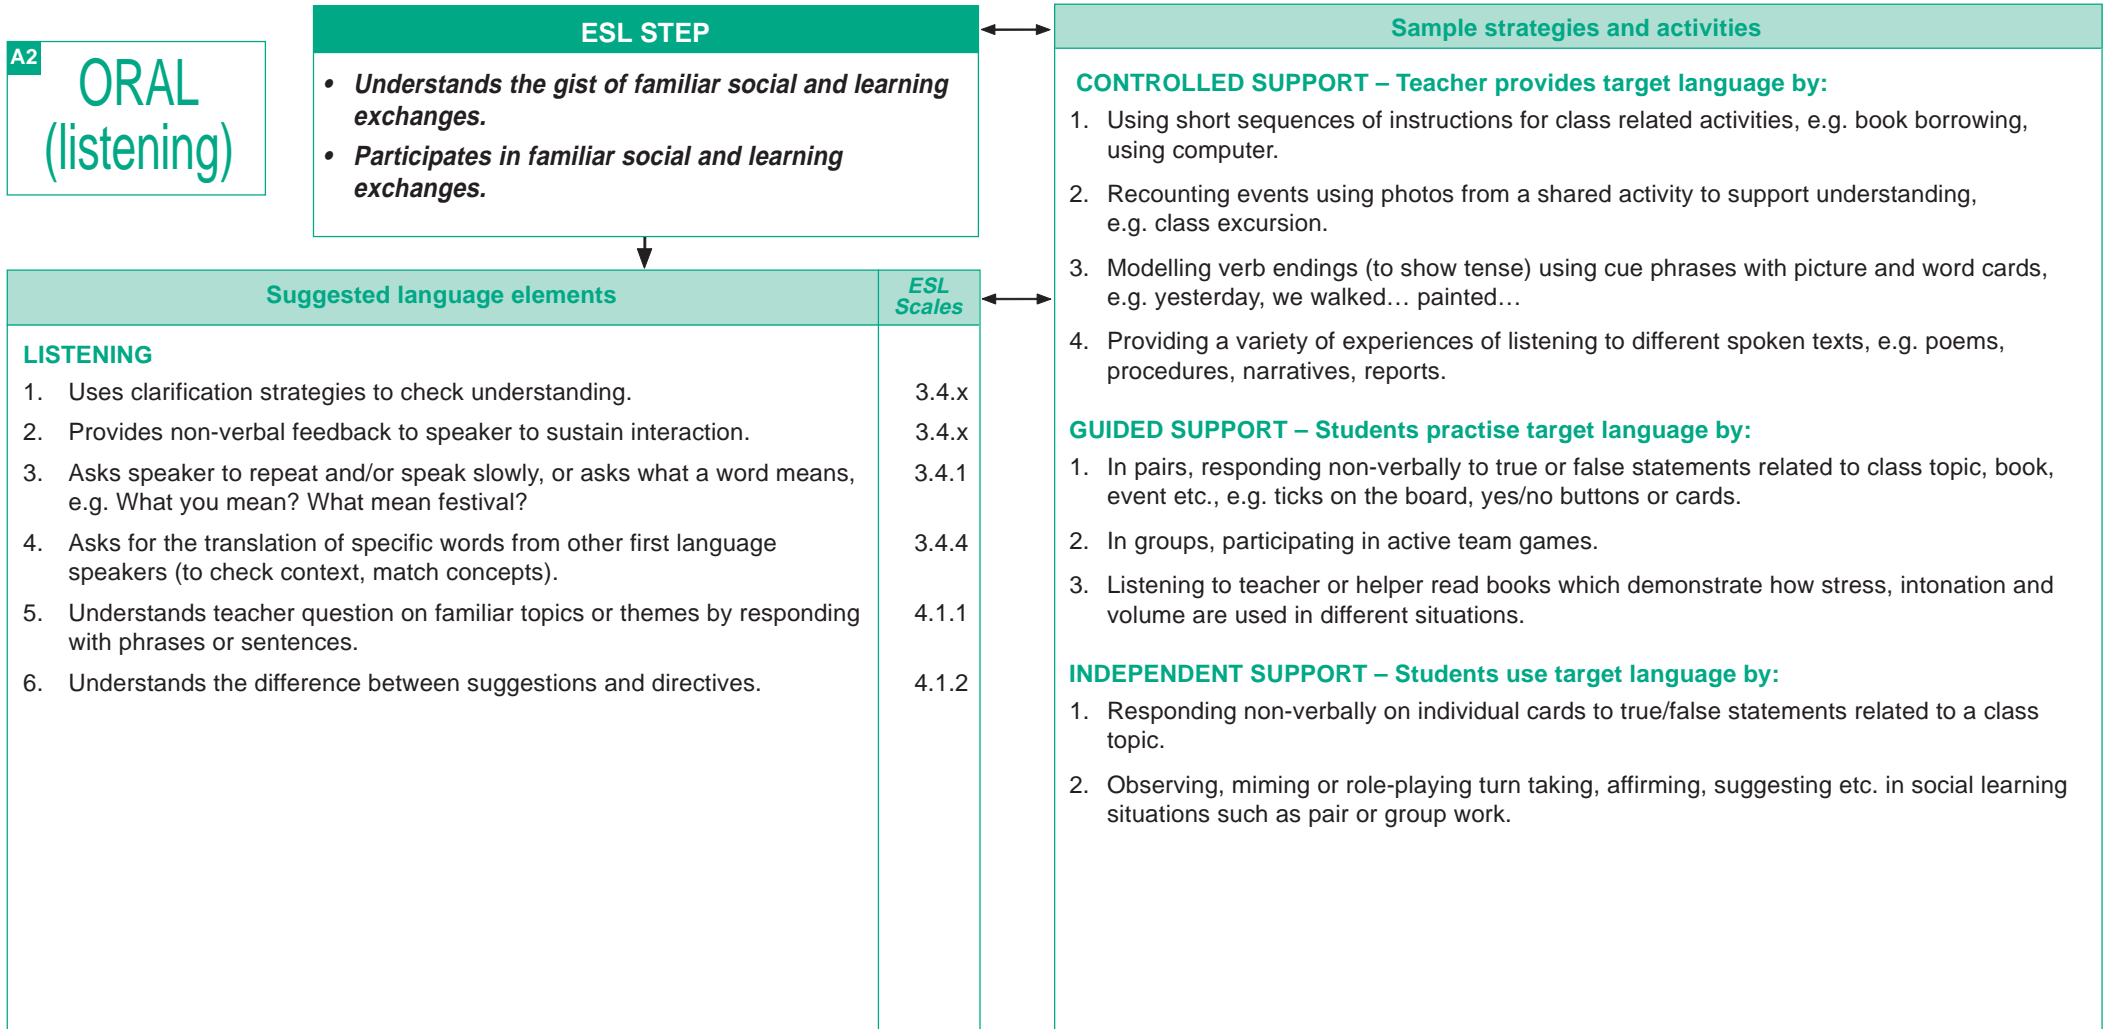 A2
ORAL
(listening)
ESL STEP
• Understands the gist of familiar social and learning
exchanges.
• Participates in familiar social and learning
exchanges.
Suggested language elements
ESL
Scales
LISTENING
1. Uses clarification strategies to check understanding. 3.4.x
2. Provides non-verbal feedback to speaker to sustain interaction. 3.4.x
3. Asks speaker to repeat and/or speak slowly, or asks what a word means, 3.4.1
e.g. What you mean? What mean festival?
4. Asks for the translation of specific words from other first language 3.4.4
speakers (to check context, match concepts).
5. Understands teacher question on familiar topics or themes by responding 4.1.1
with phrases or sentences.
6. Understands the difference between suggestions and directives. 4.1.2
Sample strategies and activities
CONTROLLED SUPPORT – Teacher provides target language by:
1. Using short sequences of instructions for class related activities, e.g. book borrowing,
using computer.
2. Recounting events using photos from a shared activity to support understanding,
e.g. class excursion.
3. Modelling verb endings (to show tense) using cue phrases with picture and word cards,
e.g. yesterday, we walked… painted…
4. Providing a variety of experiences of listening to different spoken texts, e.g. poems,
procedures, narratives, reports.
GUIDED SUPPORT – Students practise target language by:
1. In pairs, responding non-verbally to true or false statements related to class topic, book,
event etc., e.g. ticks on the board, yes/no buttons or cards.
2. In groups, participating in active team games.
3. Listening to teacher or helper read books which demonstrate how stress, intonation and
volume are used in different situations.
INDEPENDENT SUPPORT – Students use target language by:
1. Responding non-verbally on individual cards to true/false statements related to a class
topic.
2. Observing, miming or role-playing turn taking, affirming, suggesting etc. in social learning
situations such as pair or group work.